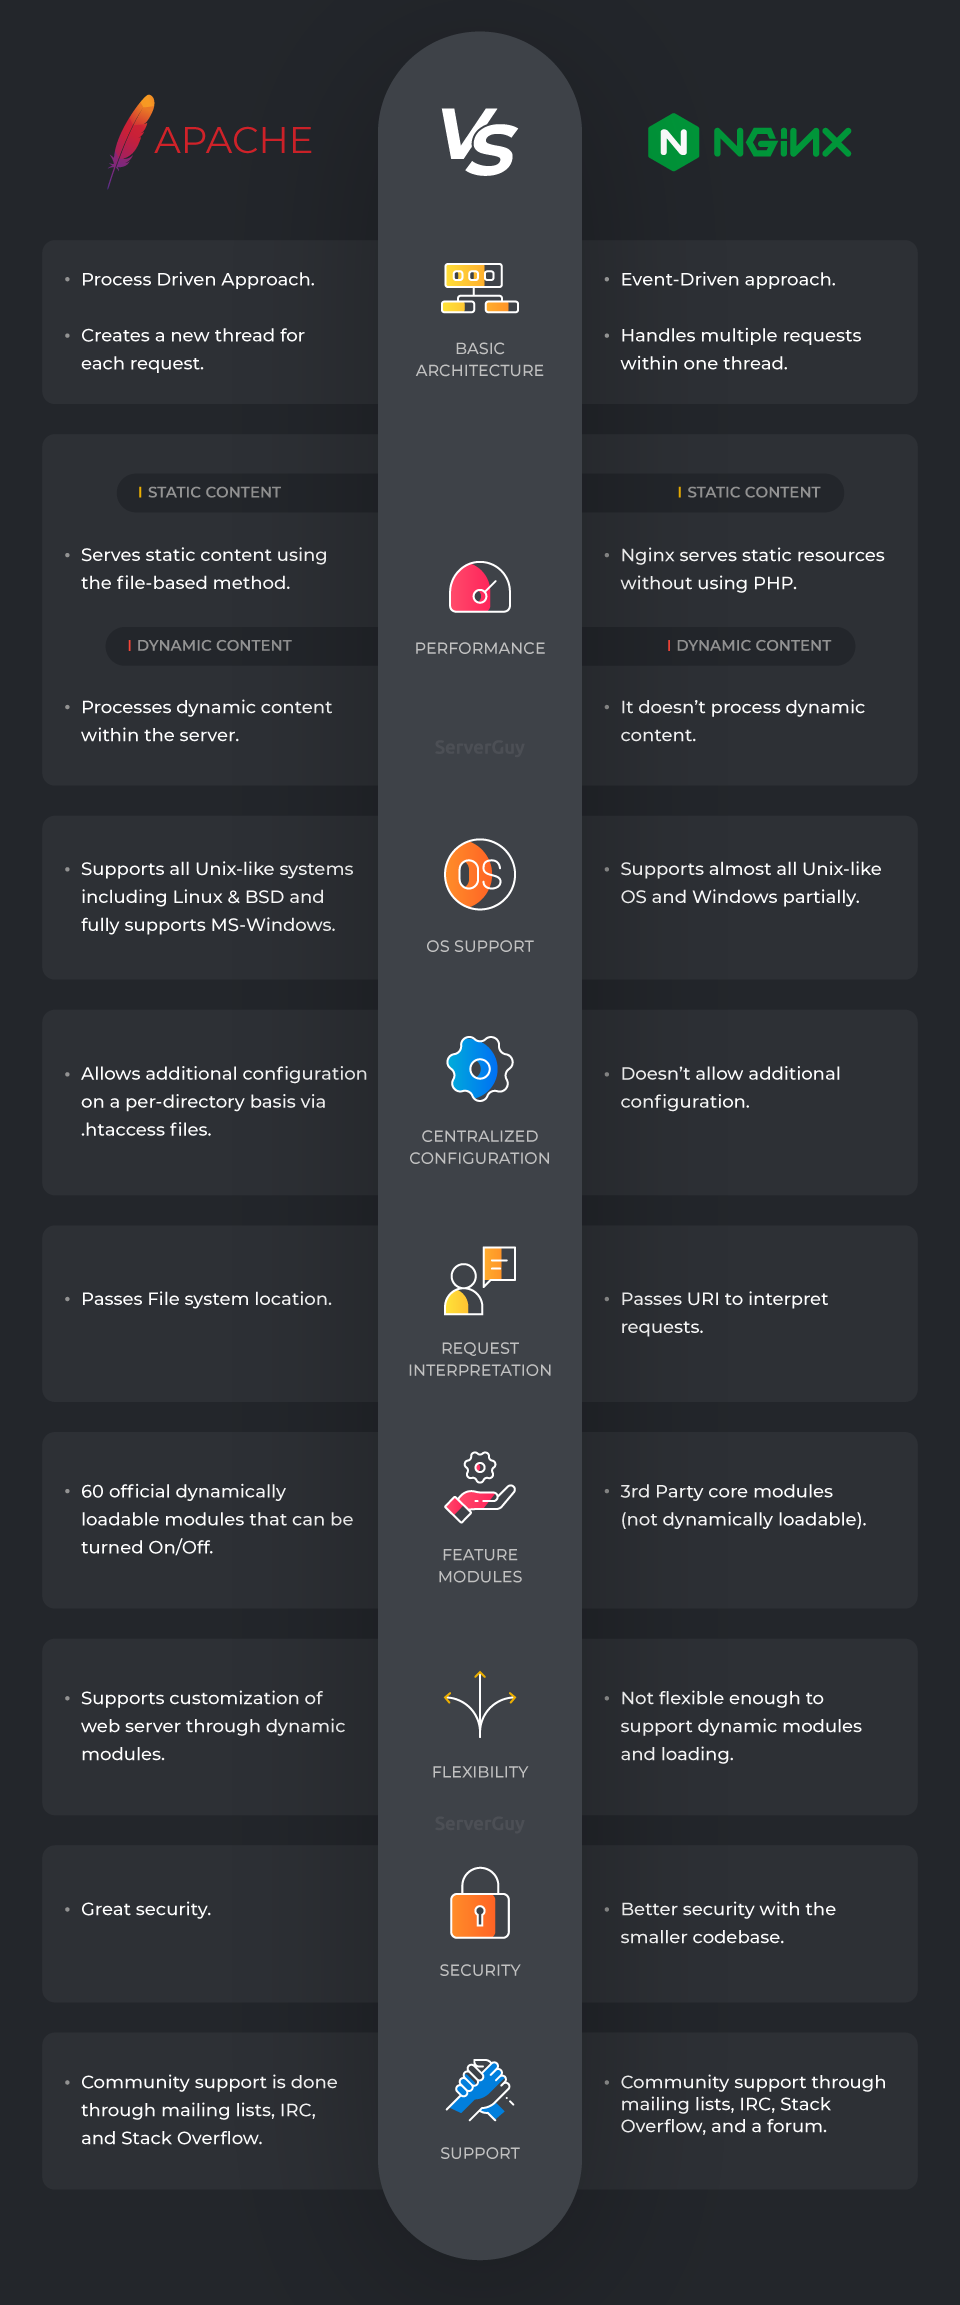 APACHE
VS
N NGINX
• Process Driven Approach.
• Creates a new thread for
each request.
BASIC
ARCHITECTURE
• Event-Driven approach.
• Handles multiple requests
within one thread.
STATIC CONTENT
• Serves static content using
the file-based method.
DYNAMIC CONTENT
• Processes dynamic content
within the server.
PERFORMANCE
ServerGuy
STATIC CONTENT
• Nginx serves static resources
without using PHP.
DYNAMIC CONTENT
• It doesn’t process dynamic
content.
• Supports all Unix-like systems
including Linux & BSD and
fully supports MS-Windows.
OS
OS SUPPORT
• Supports almost all Unix-like
OS and Windows partially.
• Allows additional configuration
on a per-directory basis via
.htaccess files.
CENTRALIZED
CONFIGURATION
• Doesn’t allow additional
configuration.
• Passes File system location.
REQUEST
INTERPRETATION
• Passes URI to interpret
requests.
• 60 official dynamically
loadable modules that can be
turned On/Off.
FEATURE
MODULES
• 3rd Party core modules
(not dynamically loadable).
• Supports customization of
web server through dynamic
modules.
FLEXIBILITY
ServerGuy
• Not flexible enough to
support dynamic modules
and loading.
• Great security.
SECURITY
• Better security with the
smaller codebase.
• Community support is done
through mailing lists, IRC,
and Stack Overflow.
SUPPORT
• Community support through
mailing lists, IRC, Stack
Overflow, and a forum.